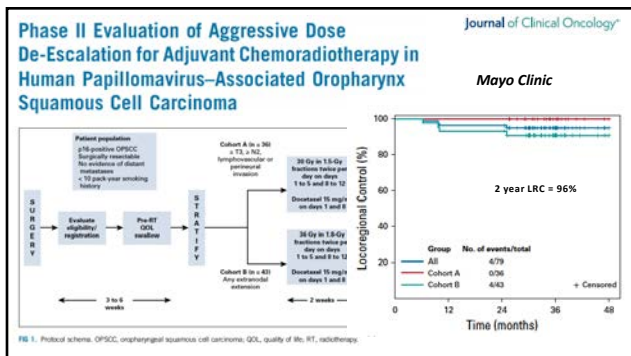 Phase II Evaluation of Aggressive Dose
De-Escalation for Adjuvant Chemoradiotherapy in
Human Papillomavirus–Associated Oropharynx
Squamous Cell Carcinoma
Journal of Clinical Oncology®
Mayo Clinic
SURGERY
Patient population
p16-positive OPSCC
Surgically resectable
No evidence of distant
metastases
< 10 pack-year smoking
history
Evaluate
eligibility/
registration
Pre-RT
QOL
swallow
3 to 6
weeks
STRATIFY
Cohort A (n = 36)
≥ T3, ≥ N2,
lymphovascular or
perineural
invasion
Cohort B (n = 43)
Any extranodal
extension
30 Gy in 1.5-Gy
fractions twice per
day on days
1 to 5 and 8 to 12
Docetaxel 15 mg/m
on days 1 and 8
36 Gy in 1.8-Gy
fractions twice per
day on days
1 to 5 and 8 to 12
Docetaxel 15 mg/m
on days 1 and 8
2 weeks
FIG 1. Protocol schema. OPSCC, oropharyngeal squamous cell carcinoma; QOL, quality of life; RT, radiotherapy.
Locoregional Control (%)
100
80
60
40
20
2 year LRC = 96%
Group No. of events/total
All 4/79
Cohort A 0/36
Cohort B 4/43
+ Censored
0 12 24 36 48
Time (months)